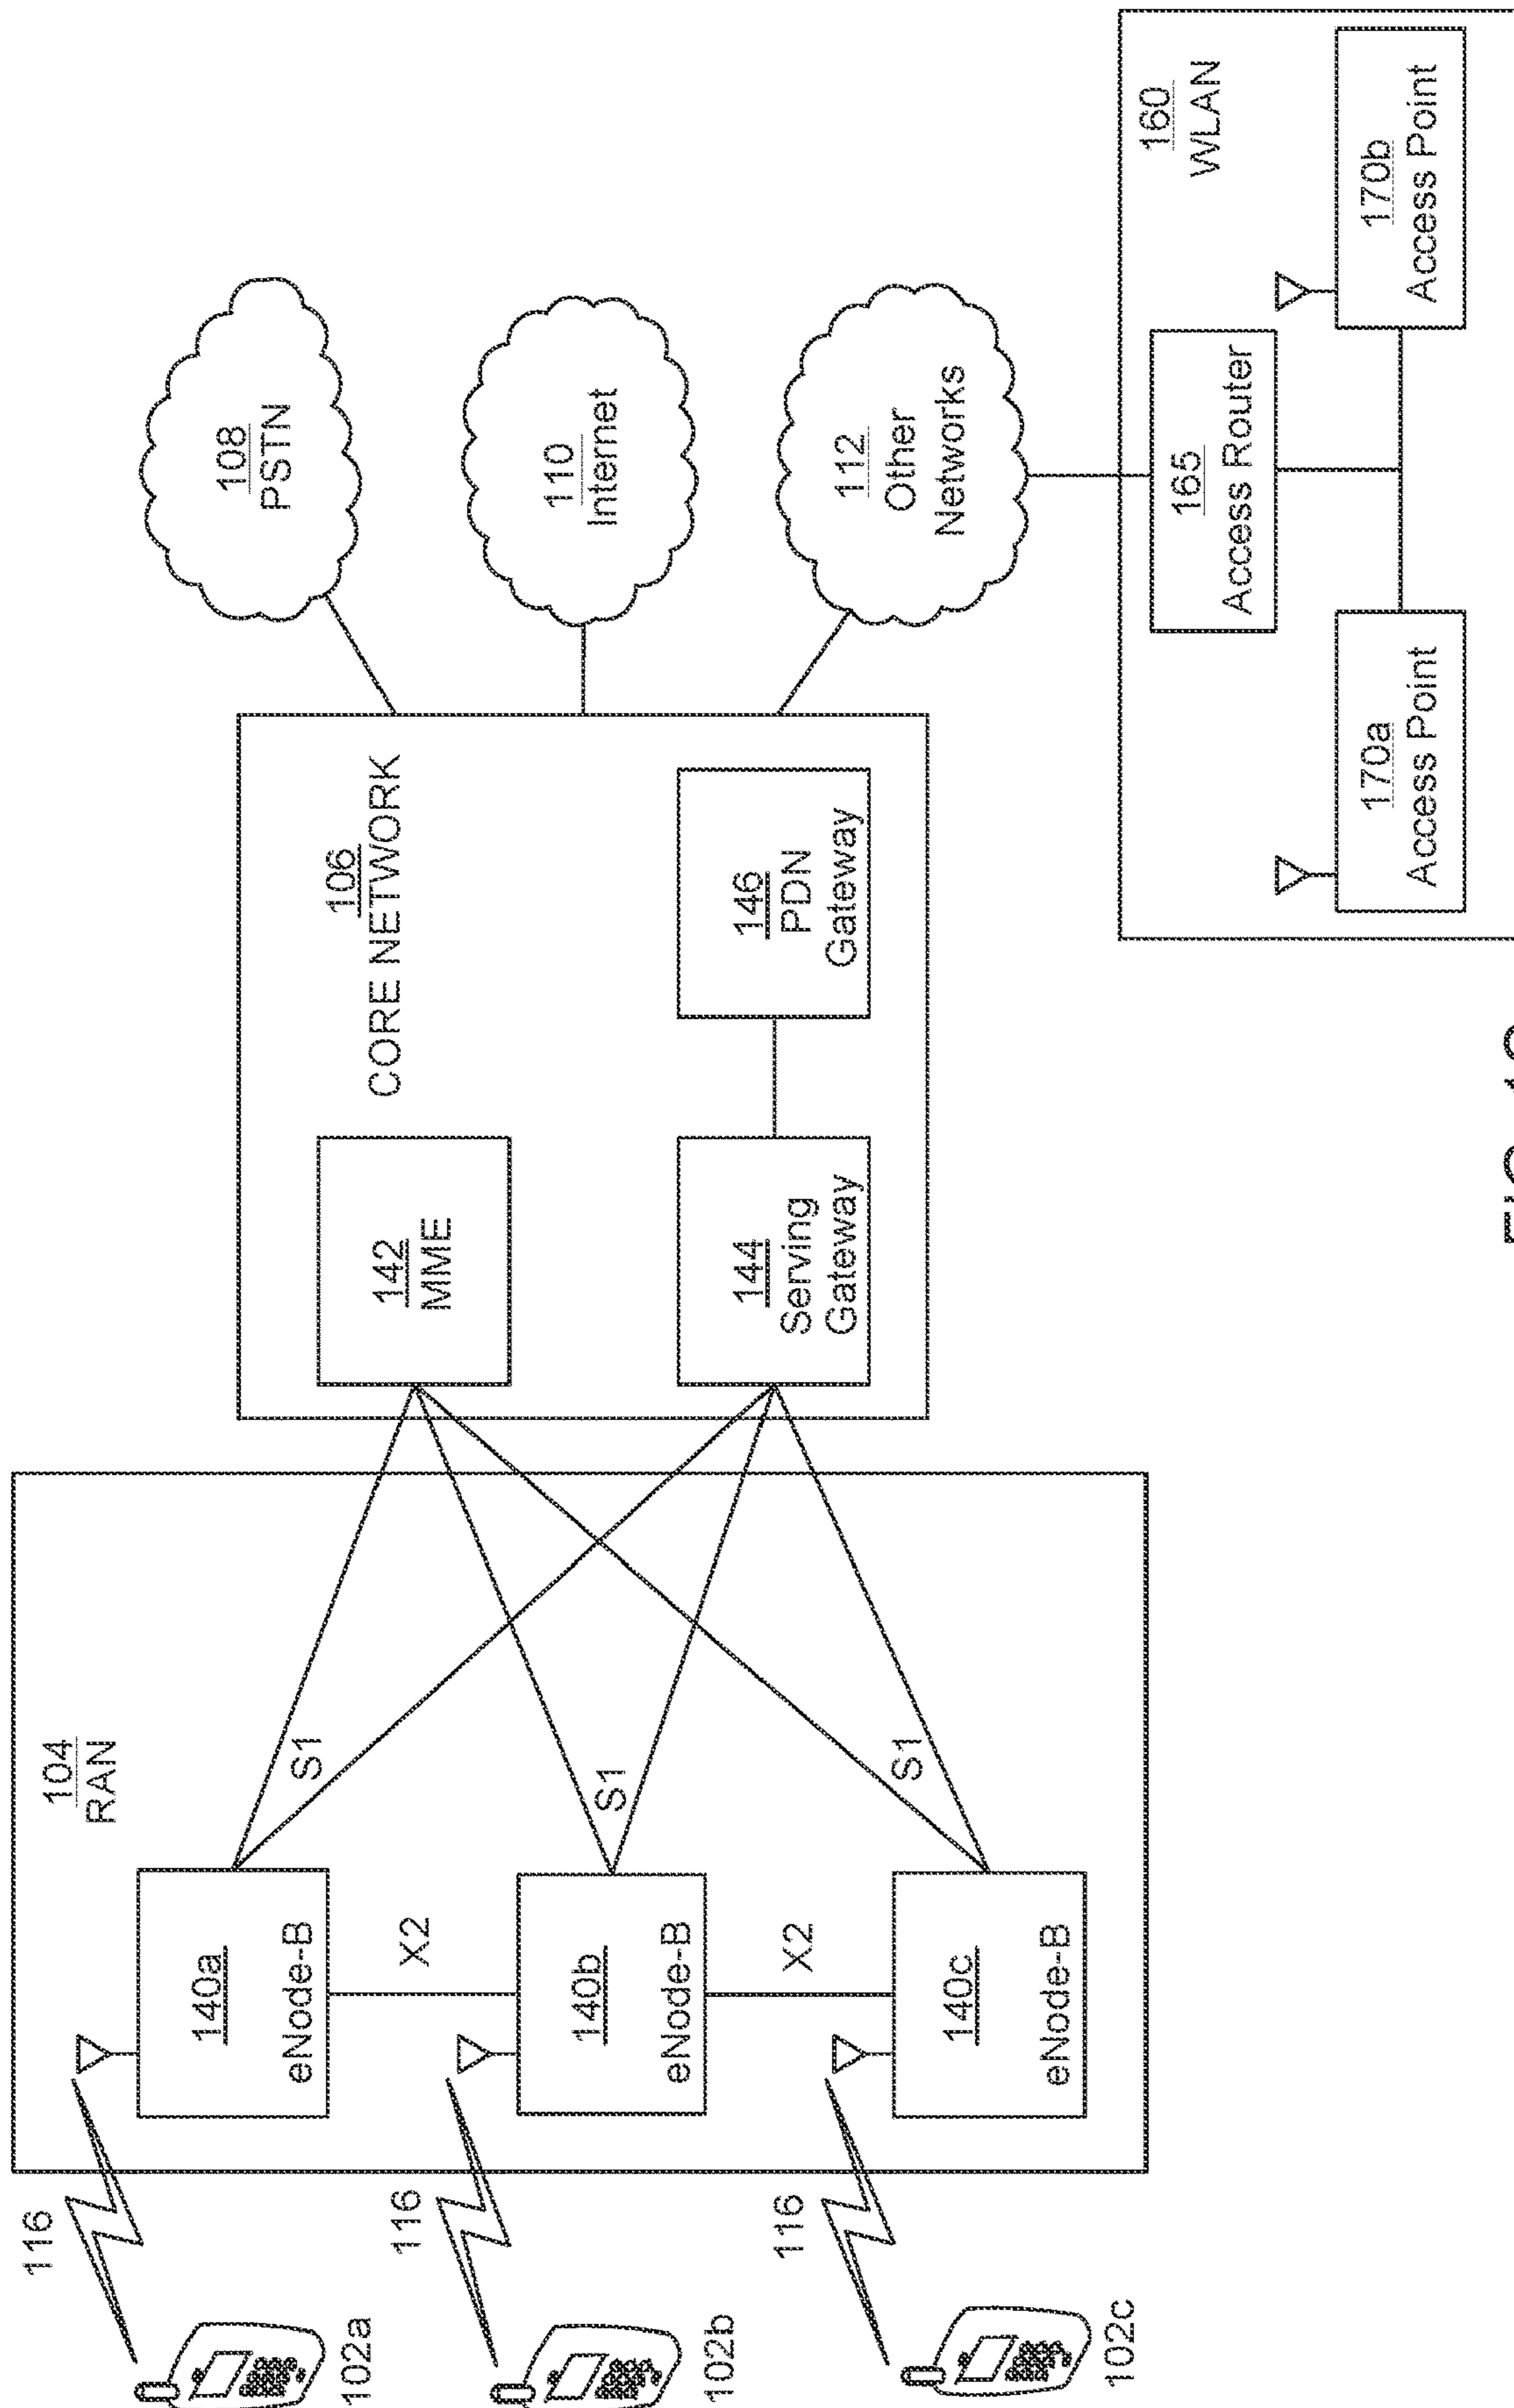 116
102a
116
102b
116
102c
104
RAN
140a
eNode-B
X2
140b
eNode-B
X2
140c
eNode-B
S1
S1
S1
106
CORE NETWORK
142
MME
144
Serving
Gateway
146
PDN
Gateway
108
PSTN
110
Internet
112
Other
Networks
160
WLAN
165
Access Router
170a
Access Point
170b
Access Point